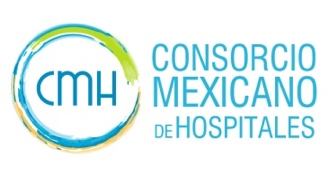 CMH
CONSORCIO
MEXICANO
DE HOSPITALES